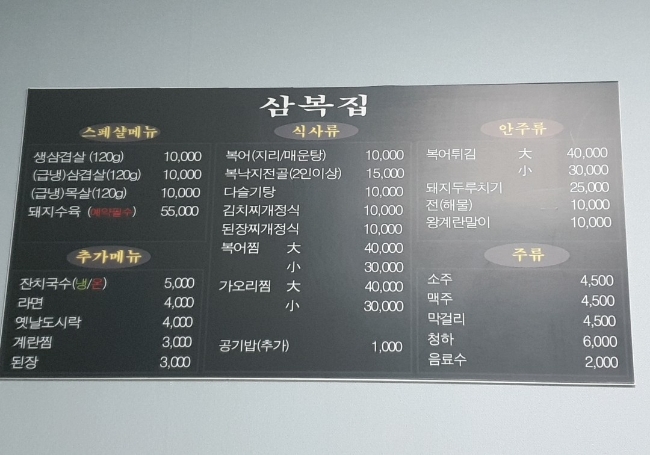 삼복집
스페샬메뉴
생삼겹살 (120g) 10,000
(급냉)삼겹살(120g) 10,000
(급냉)목살(120g) 10,000
돼지수육 (예약필수) 55,000
추가메뉴
잔치국수(냉/온) 5,000
라면 4,000
옛날도시락 4,000
계란찜 3,000
된장 3,000
식사류
복어(지리/매운탕) 10,000
복낙지전골(2인이상) 15,000
다슬기탕 10,000
김치찌개정식 10,000
된장찌개정식 10,000
복어찜 大 40,000
小 30,000
가오리찜 大 40,000
小 30,000
공기밥(추가) 1,000
안주류
복어튀김 大 40,000
小 30,000
돼지두루치기 25,000
전(해물) 10,000
왕계란말이 10,000
주류
소주 4,500
맥주 4,500
막걸리 4,500
청하 6,000
음료수 2,000